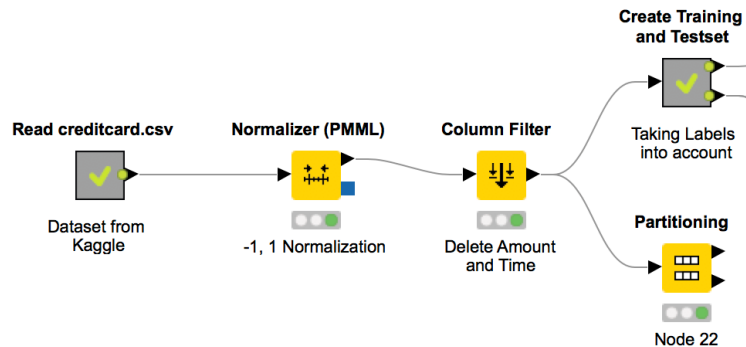 Create Training
and Testset
Read creditcard.csv
Normalizer (PMML)
Column Filter
Taking Labels
into account
Dataset from
Kaggle
-1, 1 Normalization
Delete Amount
and Time
Partitioning
Node 22